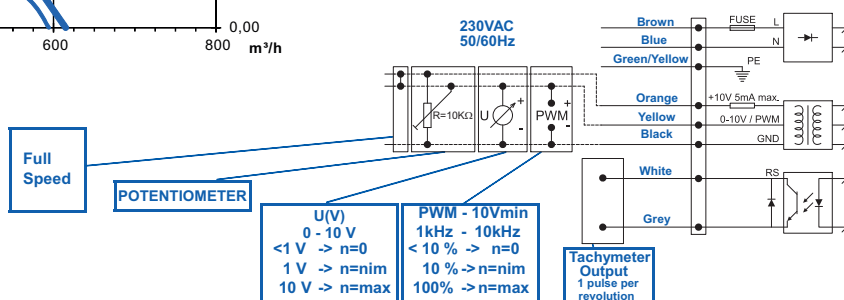 0,00
600
800
m³/h
230VAC
50/60Hz
Brown
Blue
Green/Yellow
Orange
Yellow
Black
White
Grey
FUSE
L
N
PE
+10V 5mA max.
0-10V / PWM
GND
RS
R=10KΩ
U
+
-
PWM
+
-
Full
Speed
POTENTIOMETER
U(V)
0 - 10 V
<1 V -> n=0
1 V -> n=nim
10 V -> n=max
PWM - 10Vmin
1kHz - 10kHz
< 10 % -> n=0
10 % -> n=nim
100% -> n=max
Tachymeter
Output
1 pulse per
revolution